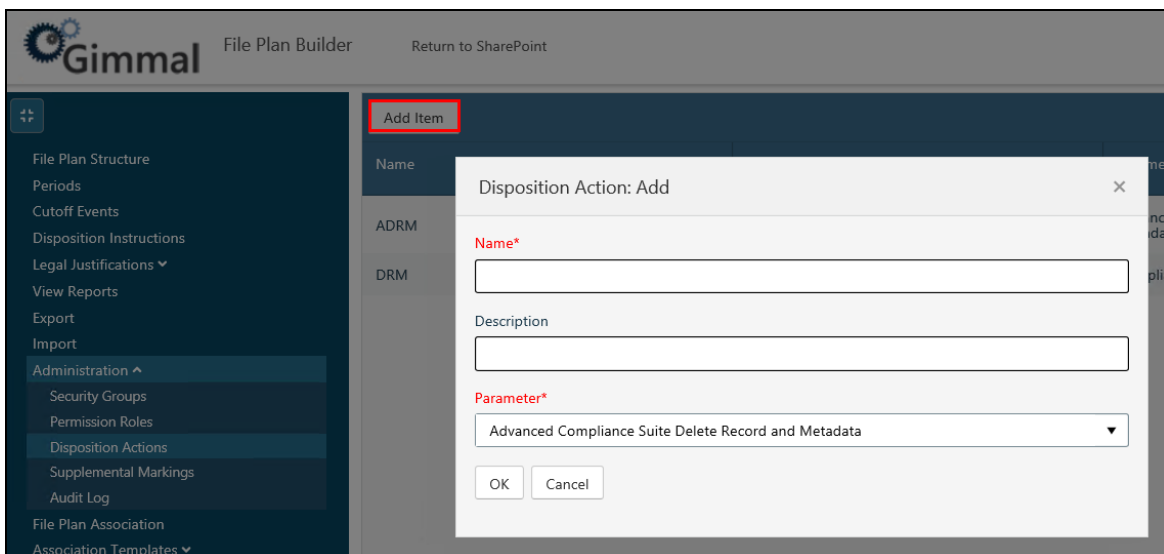 Gimmal
File Plan Builder
Return to SharePoint
Add Item
File Plan Structure
Periods
Cutoff Events
Disposition Instructions
Legal Justifications
View Reports
Export
Import
Administration
Security Groups
Permission Roles
Disposition Actions
Supplemental Markings
Audit Log
File Plan Association
Association Templates
Name
ADRM
DRM
Disposition Action: Add
Name*
Description
Parameter*
Advanced Compliance Suite Delete Record and Metadata
OK Cancel